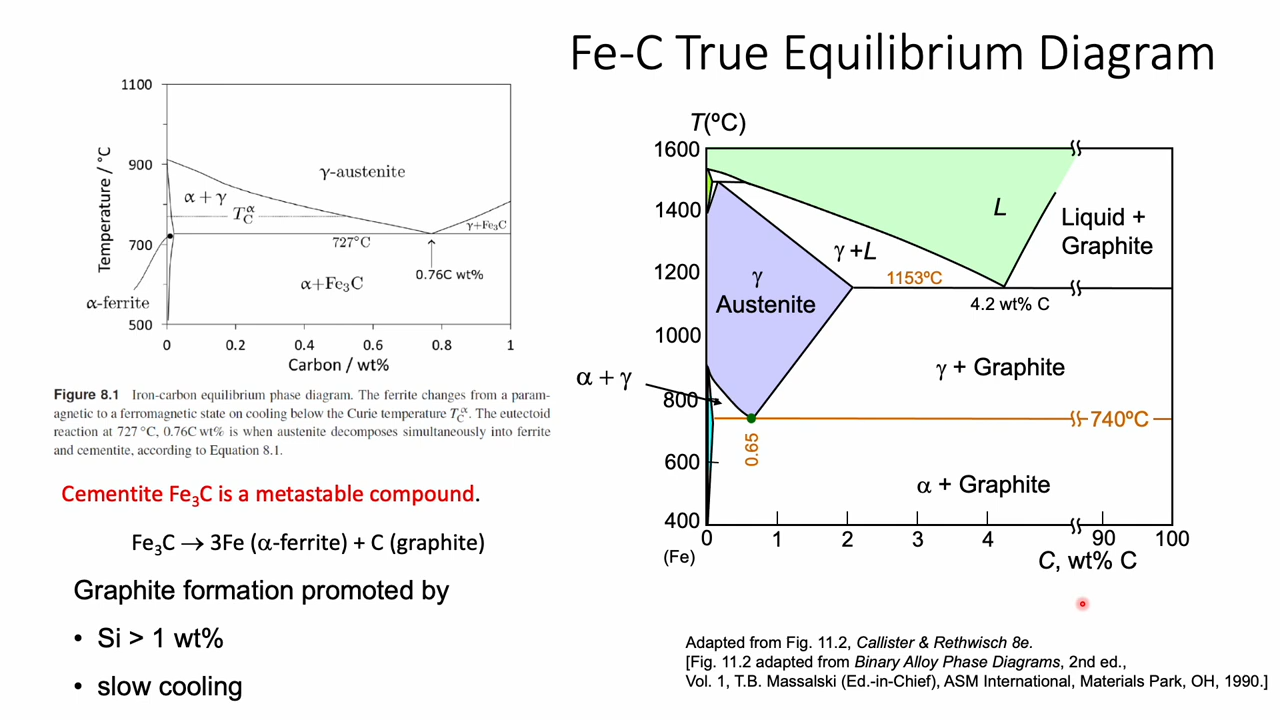 Fe-C True Equilibrium Diagram
1100
900
700
500
Temperature / °C
γ-austenite
α + γ
T_C^α
γ+Fe₃C
727°C
0.76C wt%
α+Fe₃C
α-ferrite
0
0.2
0.4
0.6
0.8
1
Carbon / wt%
Figure 8.1 Iron-carbon equilibrium phase diagram. The ferrite changes from a param-
agnetic to a ferromagnetic state on cooling below the Curie temperature T_C^α. The eutectoid
reaction at 727 °C, 0.76C wt% is when austenite decomposes simultaneously into ferrite
and cementite, according to Equation 8.1.
Cementite Fe₃C is a metastable compound.
Fe₃C → 3Fe (α-ferrite) + C (graphite)
Graphite formation promoted by
• Si > 1 wt%
• slow cooling
T(ºC)
1600
1400
1200
1000
800
600
400
L
Liquid +
Graphite
γ +L
1153ºC
γ
Austenite
4.2 wt% C
γ + Graphite
α + γ
740ºC
0.65
α + Graphite
0
1
2
3
4
90
100
(Fe)
C, wt% C
Adapted from Fig. 11.2, Callister & Rethwisch 8e.
[Fig. 11.2 adapted from Binary Alloy Phase Diagrams, 2nd ed.,
Vol. 1, T.B. Massalski (Ed.-in-Chief), ASM International, Materials Park, OH, 1990.]